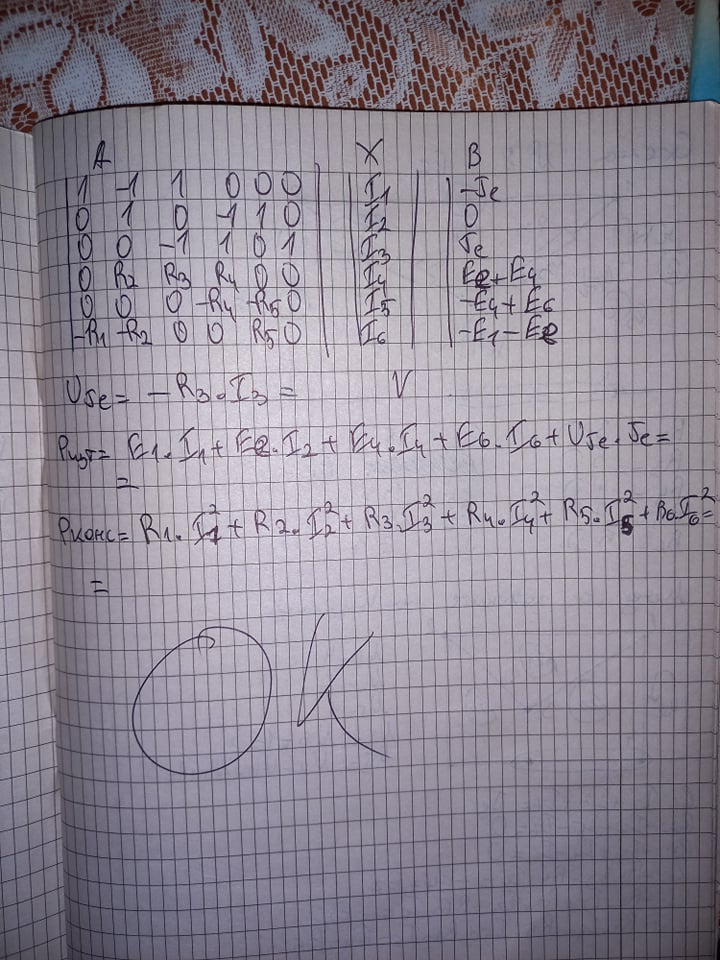 A X B
1 -1 1 0 0 0 I1 -Je
0 1 0 -1 1 0 I2 0
0 0 -1 1 0 1 I3 Je
0 R2 R3 R4 0 0 I4 E2+E4
0 0 0 -R4 -R5 0 I5 -E4+E6
-R1 -R2 0 0 R5 0 I6 -E1-E2
UJe= -R3.I3= V
Pизт= E1.I1+E2.I2+E4.I4+E6.I6+UJe.Je=
=
Pконс= R1.I1²+R2.I2²+R3.I3²+R4.I4²+R5.I5²+R6.I6²=
=
OK